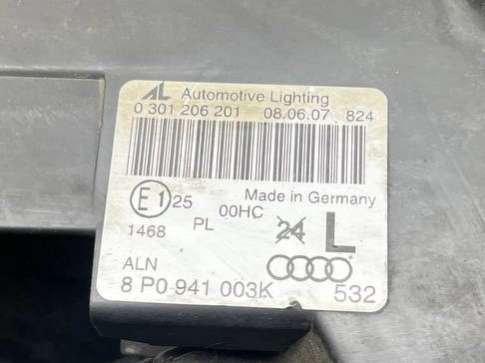 AL Automotive Lighting
0 301 206 201 08.06.07 824
Made in Germany
E1 25 00HC
1468 PL 24 L
ALN
8 P0 941 003K 532